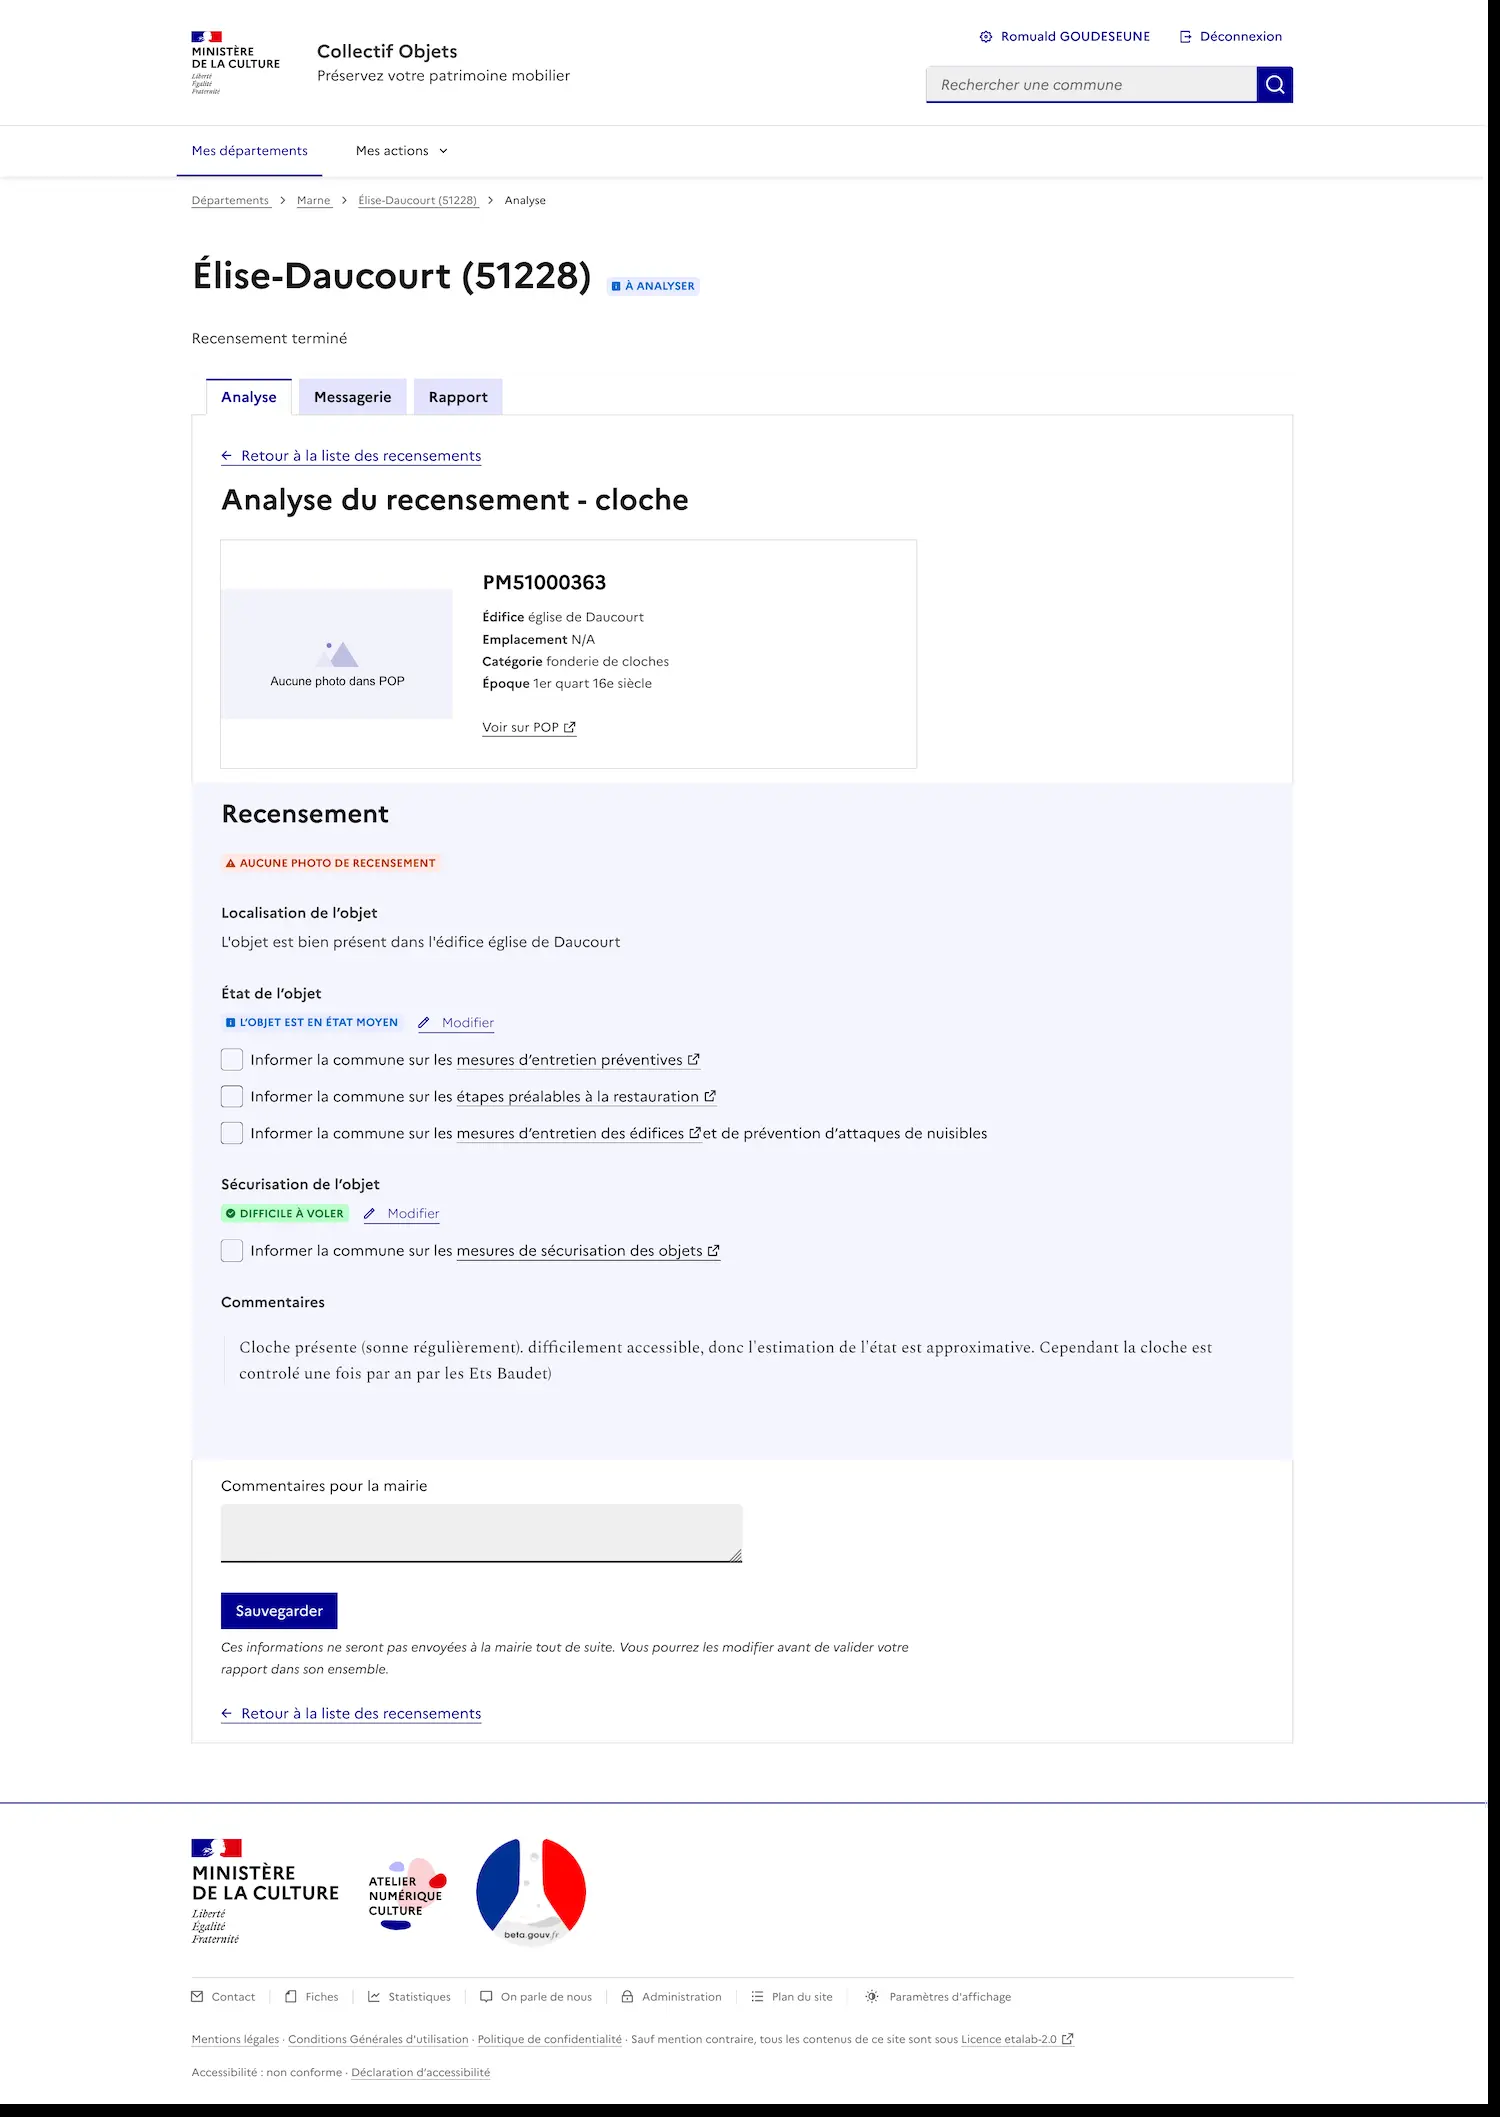 MINISTÈRE
DE LA CULTURE
Liberté
Égalité
Fraternité
Collectif Objets
Préservez votre patrimoine mobilier
Romuald GOUDESEUNE
Déconnexion
Rechercher une commune
Mes départements
Mes actions
Départements > Marne > Élise-Daucourt (51228) > Analyse
Élise-Daucourt (51228)
À ANALYSER
Recensement terminé
Analyse
Messagerie
Rapport
← Retour à la liste des recensements
Analyse du recensement - cloche
Aucune photo dans POP
PM51000363
Édifice église de Daucourt
Emplacement N/A
Catégorie fonderie de cloches
Époque 1er quart 16e siècle
Voir sur POP
Recensement
AUCUNE PHOTO DE RECENSEMENT
Localisation de l’objet
L'objet est bien présent dans l'édifice église de Daucourt
État de l’objet
L’OBJET EST EN ÉTAT MOYEN
Modifier
Informer la commune sur les mesures d’entretien préventives
Informer la commune sur les étapes préalables à la restauration
Informer la commune sur les mesures d’entretien des édifices et de prévention d’attaques de nuisibles
Sécurisation de l’objet
DIFFICILE À VOLER
Modifier
Informer la commune sur les mesures de sécurisation des objets
Commentaires
Cloche présente (sonne régulièrement). difficilement accessible, donc l'estimation de l'état est approximative. Cependant la cloche est
controlé une fois par an par les Ets Baudet)
Commentaires pour la mairie
Sauvegarder
Ces informations ne seront pas envoyées à la mairie tout de suite. Vous pourrez les modifier avant de valider votre
rapport dans son ensemble.
← Retour à la liste des recensements
MINISTÈRE
DE LA CULTURE
Liberté
Égalité
Fraternité
ATELIER
NUMÉRIQUE
CULTURE
beta.gouv.fr
Contact
Fiches
Statistiques
On parle de nous
Administration
Plan du site
Paramètres d'affichage
Mentions légales · Conditions Générales d'utilisation · Politique de confidentialité · Sauf mention contraire, tous les contenus de ce site sont sous Licence etalab-2.0
Accessibilité : non conforme · Déclaration d’accessibilité